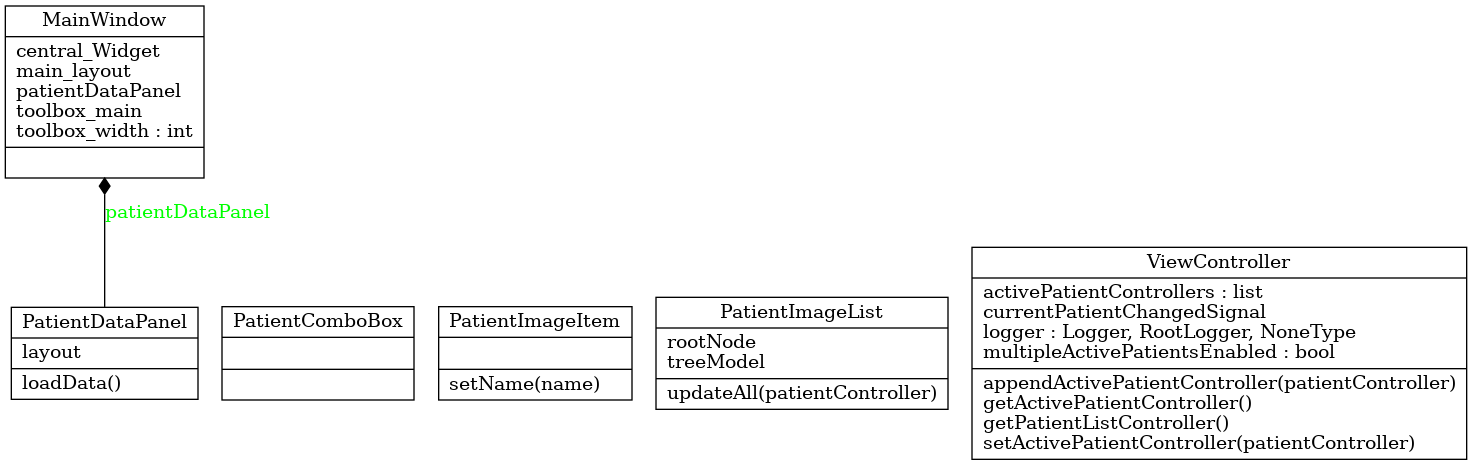 MainWindow
central_Widget
main_layout
patientDataPanel
toolbox_main
toolbox_width : int
patientDataPanel
PatientDataPanel
layout
loadData()
PatientComboBox
PatientImageItem
setName(name)
PatientImageList
rootNode
treeModel
updateAll(patientController)
ViewController
activePatientControllers : list
currentPatientChangedSignal
logger : Logger, RootLogger, NoneType
multipleActivePatientsEnabled : bool
appendActivePatientController(patientController)
getActivePatientController()
getPatientListController()
setActivePatientController(patientController)